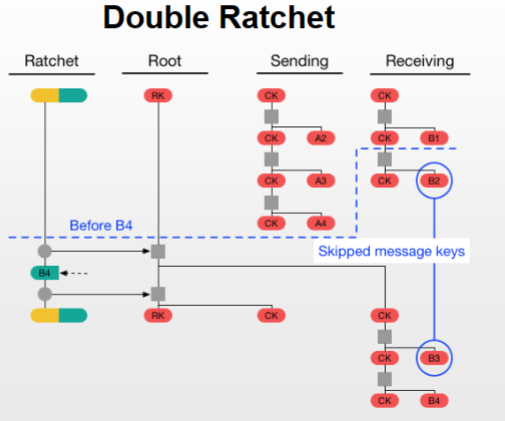 Double Ratchet
Ratchet Root Sending Receiving
RK CK CK
CK A2 CK B1
CK A3 CK B2
CK A4
Before B4
Skipped message keys
B4
RK CK CK
CK B3
CK B4